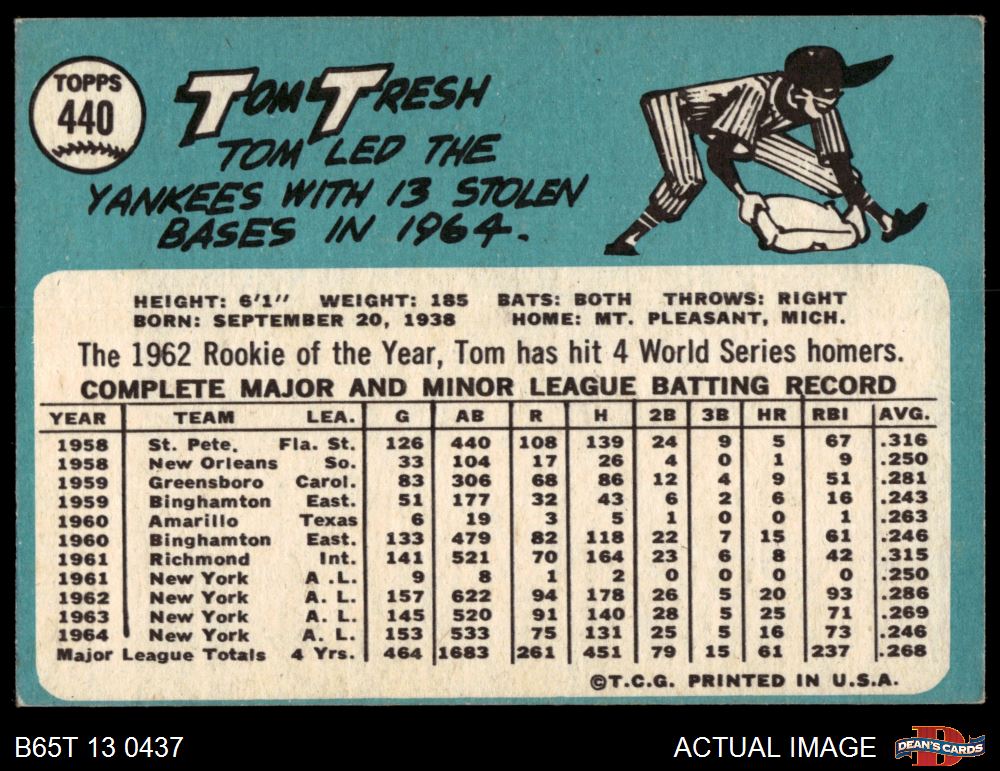 TOPPS
440
TOM TRESH
TOM LED THE
YANKEES WITH 13 STOLEN
BASES IN 1964.
HEIGHT: 6'1" WEIGHT: 185 BATS: BOTH THROWS: RIGHT
BORN: SEPTEMBER 20, 1938 HOME: MT. PLEASANT, MICH.
The 1962 Rookie of the Year, Tom has hit 4 World Series homers.
COMPLETE MAJOR AND MINOR LEAGUE BATTING RECORD
YEAR TEAM LEA. G AB R H 2B 3B HR RBI AVG.
1958 St. Pete. Fla. St. 126 440 108 139 24 9 5 67 .316
1958 New Orleans So. 33 104 17 26 4 0 1 9 .250
1959 Greensboro Carol. 83 306 68 86 12 4 9 51 .281
1959 Binghamton East. 51 177 32 43 6 2 6 16 .243
1960 Amarillo Texas 6 19 3 5 1 0 0 1 .263
1960 Binghamton East. 133 479 82 118 22 7 15 61 .246
1961 Richmond Int. 141 521 70 164 23 6 8 42 .315
1961 New York A .L. 9 8 1 2 0 0 0 0 .250
1962 New York A. L. 157 622 94 178 26 5 20 93 .286
1963 New York A. L. 145 520 91 140 28 5 25 71 .269
1964 New York A. L. 153 533 75 131 25 5 16 73 .246
Major League Totals 4 Yrs. 464 1683 261 451 79 15 61 237 .268
©T.C.G. PRINTED IN U.S.A.
B65T 13 0437 ACTUAL IMAGE DEAN'S CARDS